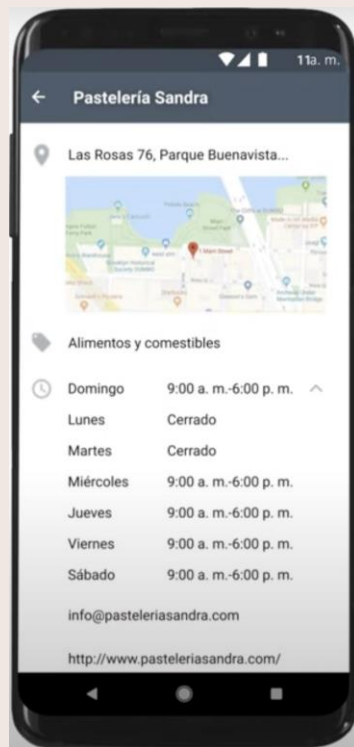 11a. m.
Pastelería Sandra
Las Rosas 76, Parque Buenavista...
Main Street
Alimentos y comestibles
Domingo 9:00 a. m.-6:00 p. m.
Lunes Cerrado
Martes Cerrado
Miércoles 9:00 a. m.-6:00 p. m.
Jueves 9:00 a. m.-6:00 p. m.
Viernes 9:00 a. m.-6:00 p. m.
Sábado 9:00 a. m.-6:00 p. m.
info@pasteleriasandra.com
http://www.pasteleriasandra.com/